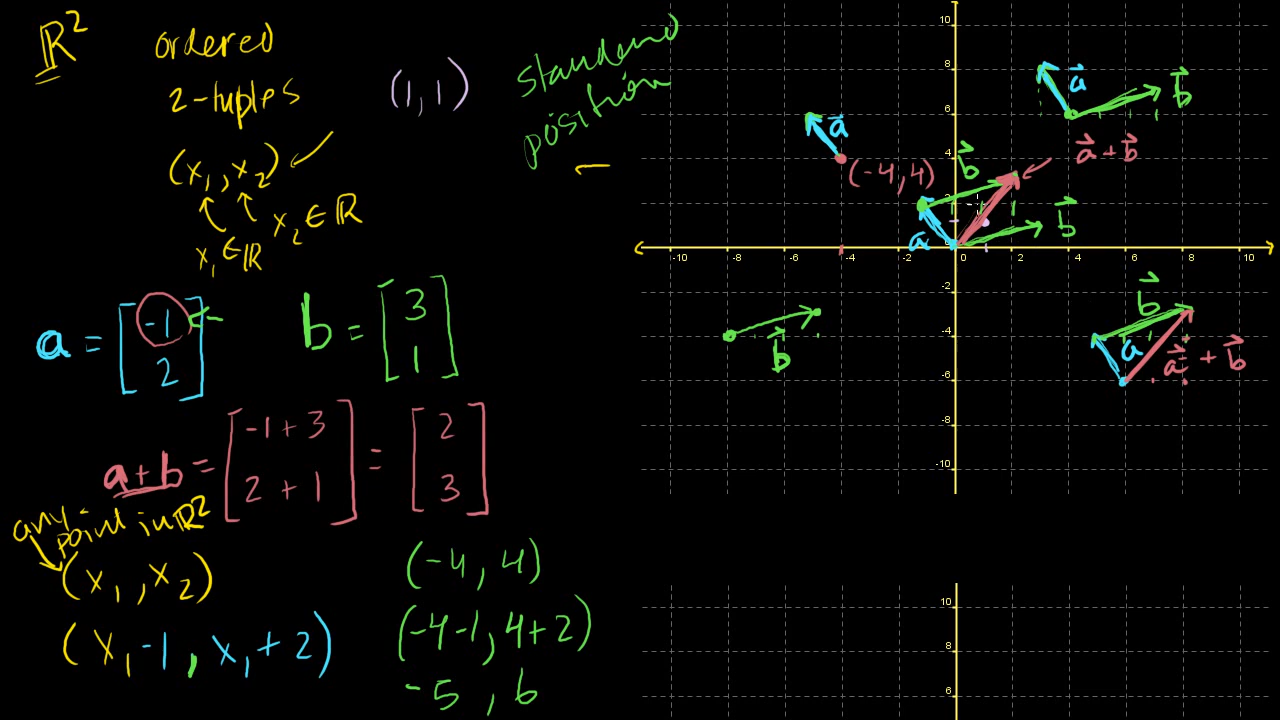 ℝ² ordered
2-tuples
(x₁, x₂)
x₁ ∈ ℝ
x₂ ∈ ℝ
(1,1)
standard
position
a = [-1 2]
b = [3 1]
a+b = [-1+3 2+1] = [2 3]
any
point in ℝ²
(x₁, x₂)
(x₁-1, x₁+2)
(-4, 4)
(-4-1, 4+2)
-5, 6
10
8
6
4
2
0
-2
-4
-6
-8
-10
-10 -8 -6 -4 -2 0 2 4 6 8 10
a⃗
b⃗
a⃗
(-4,4)
b⃗
a⃗ + b⃗
a
b⃗
b⃗
b⃗
a
a⃗ + b⃗
10
8
6